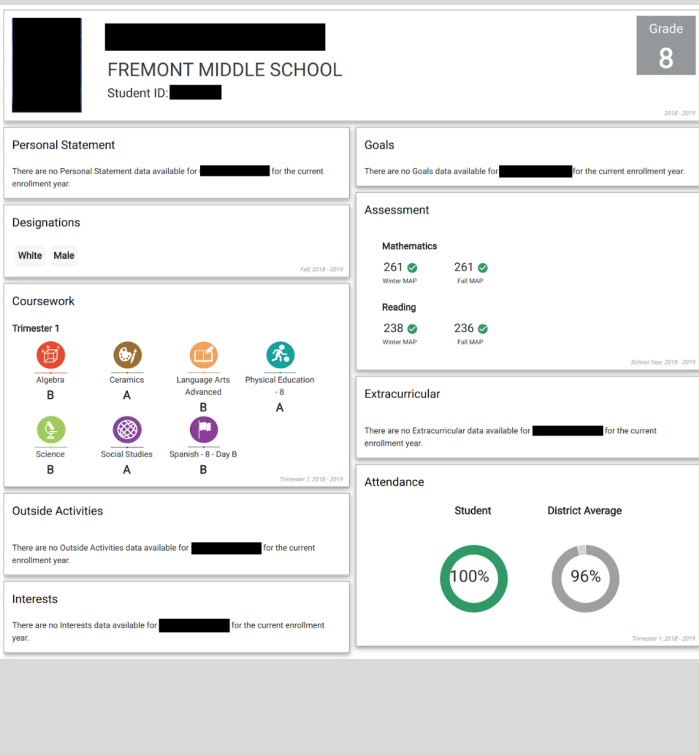 Grade
8
FREMONT MIDDLE SCHOOL
Student ID:
2018 - 2019
Personal Statement
There are no Personal Statement data available for for the current
enrollment year.
Designations
White Male
Fall, 2018 - 2019
Coursework
Trimester 1
Algebra
B
Ceramics
A
Language Arts
Advanced
B
Physical Education
- 8
A
Science
B
Social Studies
A
Spanish - 8 - Day B
B
Trimester 1, 2018 - 2019
Outside Activities
There are no Outside Activities data available for for the current
enrollment year.
Interests
There are no Interests data available for for the current enrollment
year.
Goals
There are no Goals data available for for the current enrollment year.
Assessment
Mathematics
261 261
Winter MAP Fall MAP
Reading
238 236
Winter MAP Fall MAP
School Year, 2018 - 2019
Extracurricular
There are no Extracurricular data available for for the current
enrollment year.
Attendance
Student District Average
100% 96%
Trimester 1, 2018 - 2019